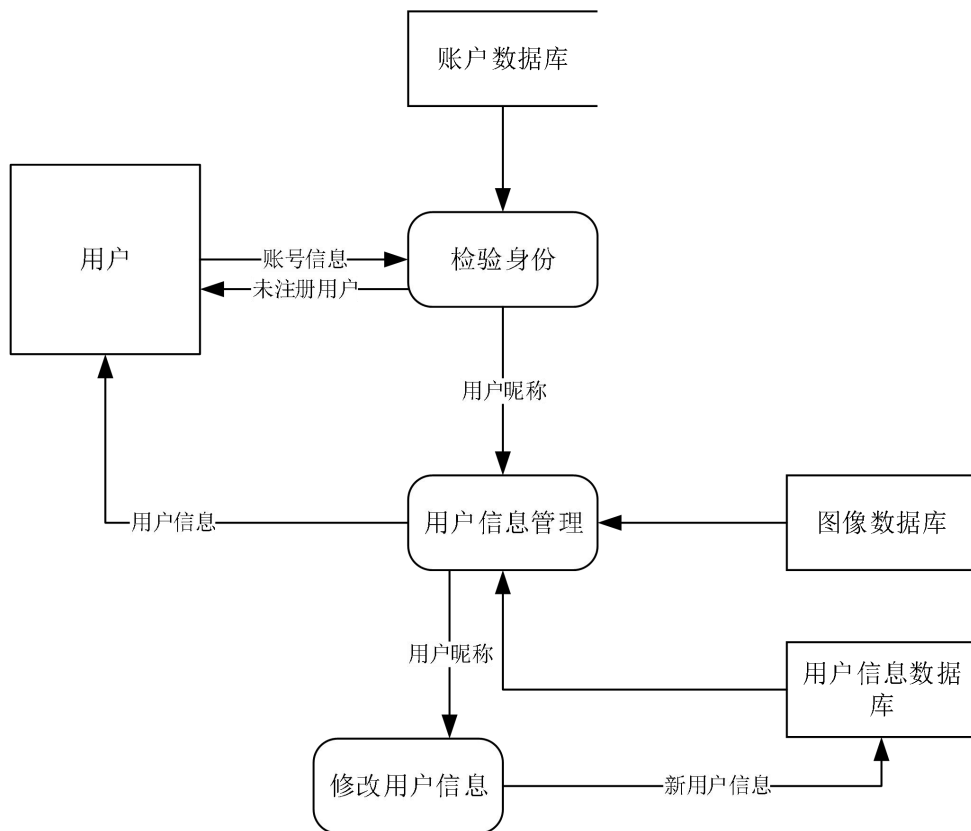 账户数据库
用户
账号信息
检验身份
未注册用户
用户昵称
用户信息
用户信息管理
图像数据库
用户昵称
用户信息数据
库
修改用户信息
新用户信息